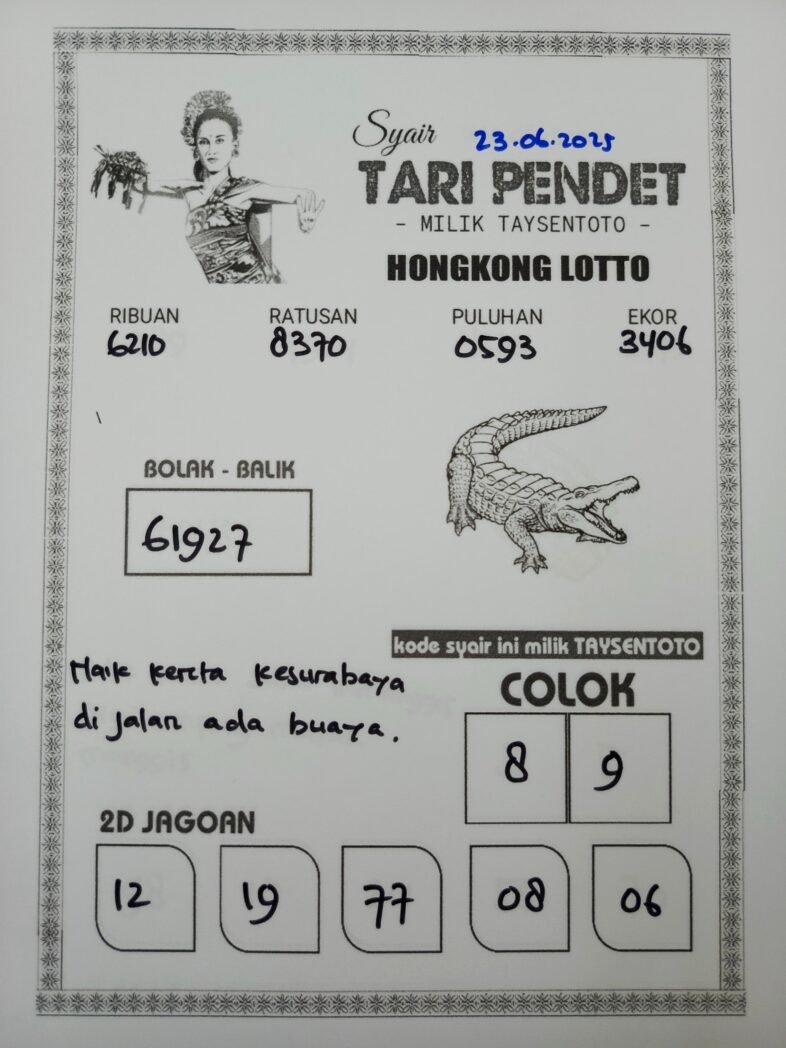 Syair 23.06.2025
TARI PENDET
- MILIK TAYSENTOTO -
HONGKONG LOTTO
RIBUAN RATUSAN PULUHAN EKOR
6210 8370 0593 3406
BOLAK - BALIK
61927
kode syair ini milik TAYSENTOTO
Naik kereta kesurabaya
di jalan ada buaya.
COLOK
8 9
2D JAGOAN
12 19 77 08 06